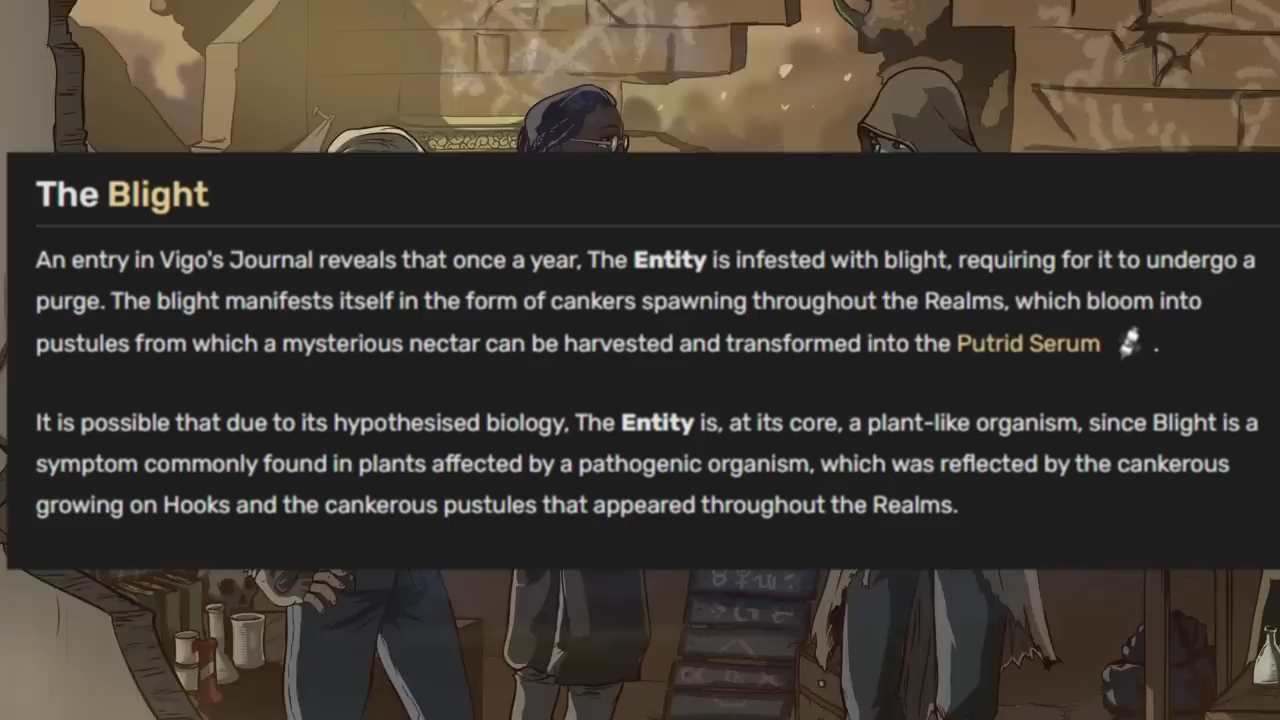 The Blight
An entry in Vigo's Journal reveals that once a year, The Entity is infested with blight, requiring for it to undergo a
purge. The blight manifests itself in the form of cankers spawning throughout the Realms, which bloom into
pustules from which a mysterious nectar can be harvested and transformed into the Putrid Serum .
It is possible that due to its hypothesised biology, The Entity is, at its core, a plant-like organism, since Blight is a
symptom commonly found in plants affected by a pathogenic organism, which was reflected by the cankerous
growing on Hooks and the cankerous pustules that appeared throughout the Realms.